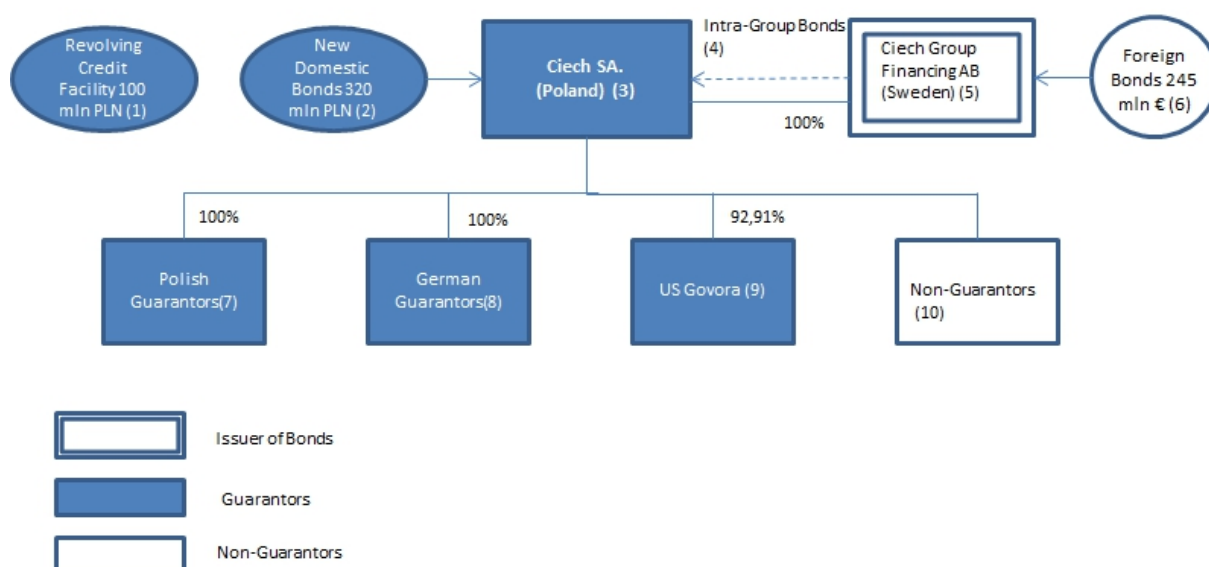 Revolving
Credit
Facility 100
mln PLN (1)
New
Domestic
Bonds 320
mln PLN (2)
Ciech SA.
(Poland) (3)
Intra-Group Bonds
(4)
Ciech Group
Financing AB
(Sweden) (5)
Foreign
Bonds 245
mln € (6)
100%
100%
100%
92,91%
Polish
Guarantors(7)
German
Guarantors(8)
US Govora (9)
Non-Guarantors
(10)
Issuer of Bonds
Guarantors
Non-Guarantors